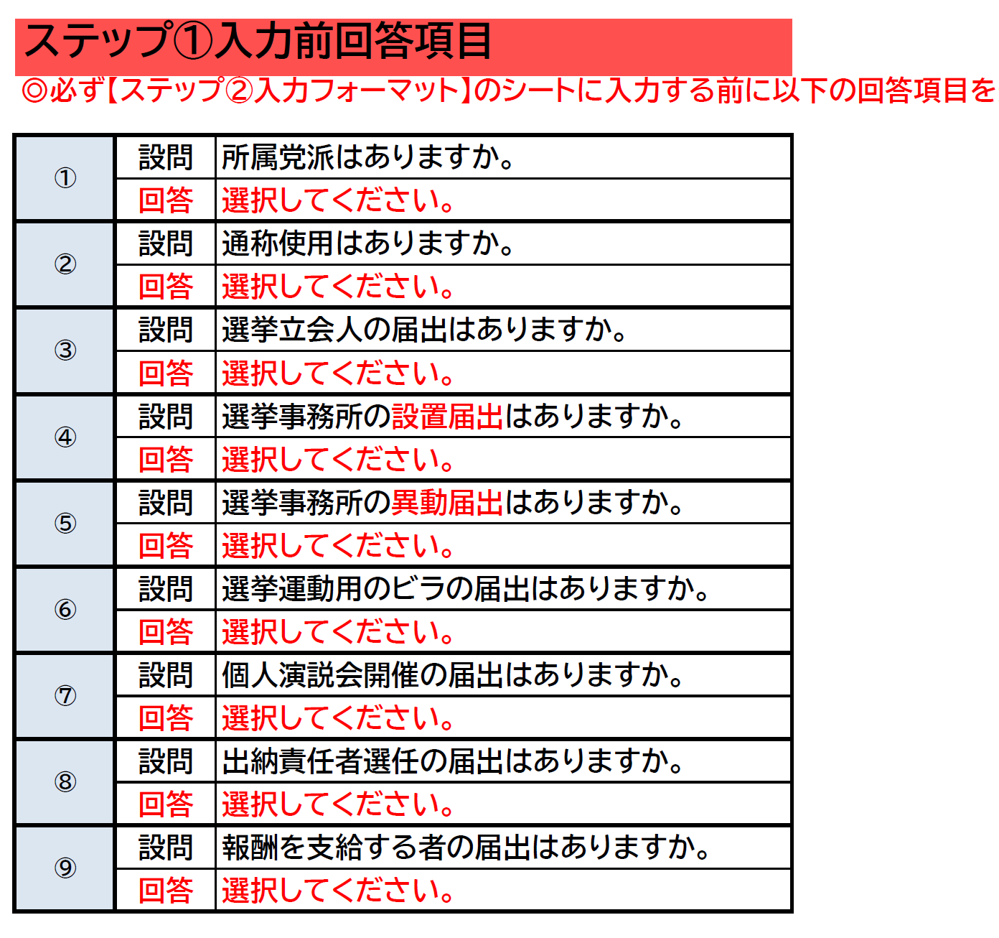 ステップ①入力前回答項目
◎必ず【ステップ②入力フォーマット】のシートに入力する前に以下の回答項目を
① 設問 所属党派はありますか。
回答 選択してください。
② 設問 通称使用はありますか。
回答 選択してください。
③ 設問 選挙立会人の届出はありますか。
回答 選択してください。
④ 設問 選挙事務所の設置届出はありますか。
回答 選択してください。
⑤ 設問 選挙事務所の異動届出はありますか。
回答 選択してください。
⑥ 設問 選挙運動用のビラの届出はありますか。
回答 選択してください。
⑦ 設問 個人演説会開催の届出はありますか。
回答 選択してください。
⑧ 設問 出納責任者選任の届出はありますか。
回答 選択してください。
⑨ 設問 報酬を支給する者の届出はありますか。
回答 選択してください。